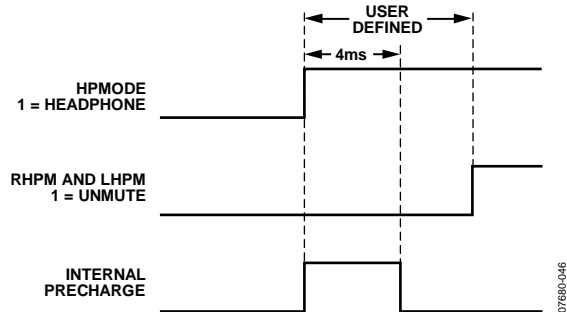 USER
DEFINED
4ms
HPMODE
1 = HEADPHONE
RHPM AND LHPM
1 = UNMUTE
INTERNAL
PRECHARGE
07680-046